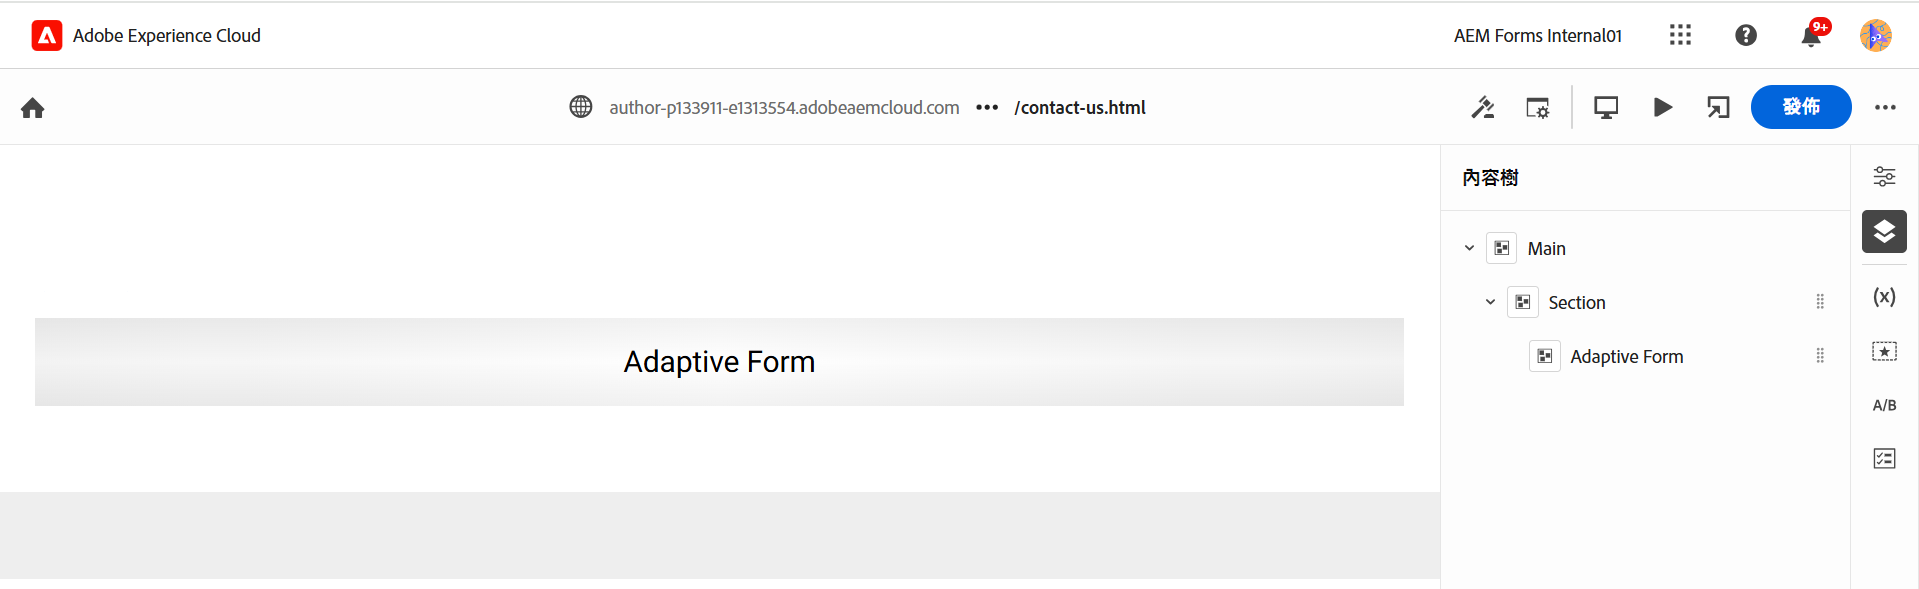 Adobe Experience Cloud
AEM Forms Internal01
9+
author-p133911-e1313554.adobeaemcloud.com ••• /contact-us.html
發佈
內容樹
Main
Section
Adaptive Form
Adaptive Form
(x)
A/B